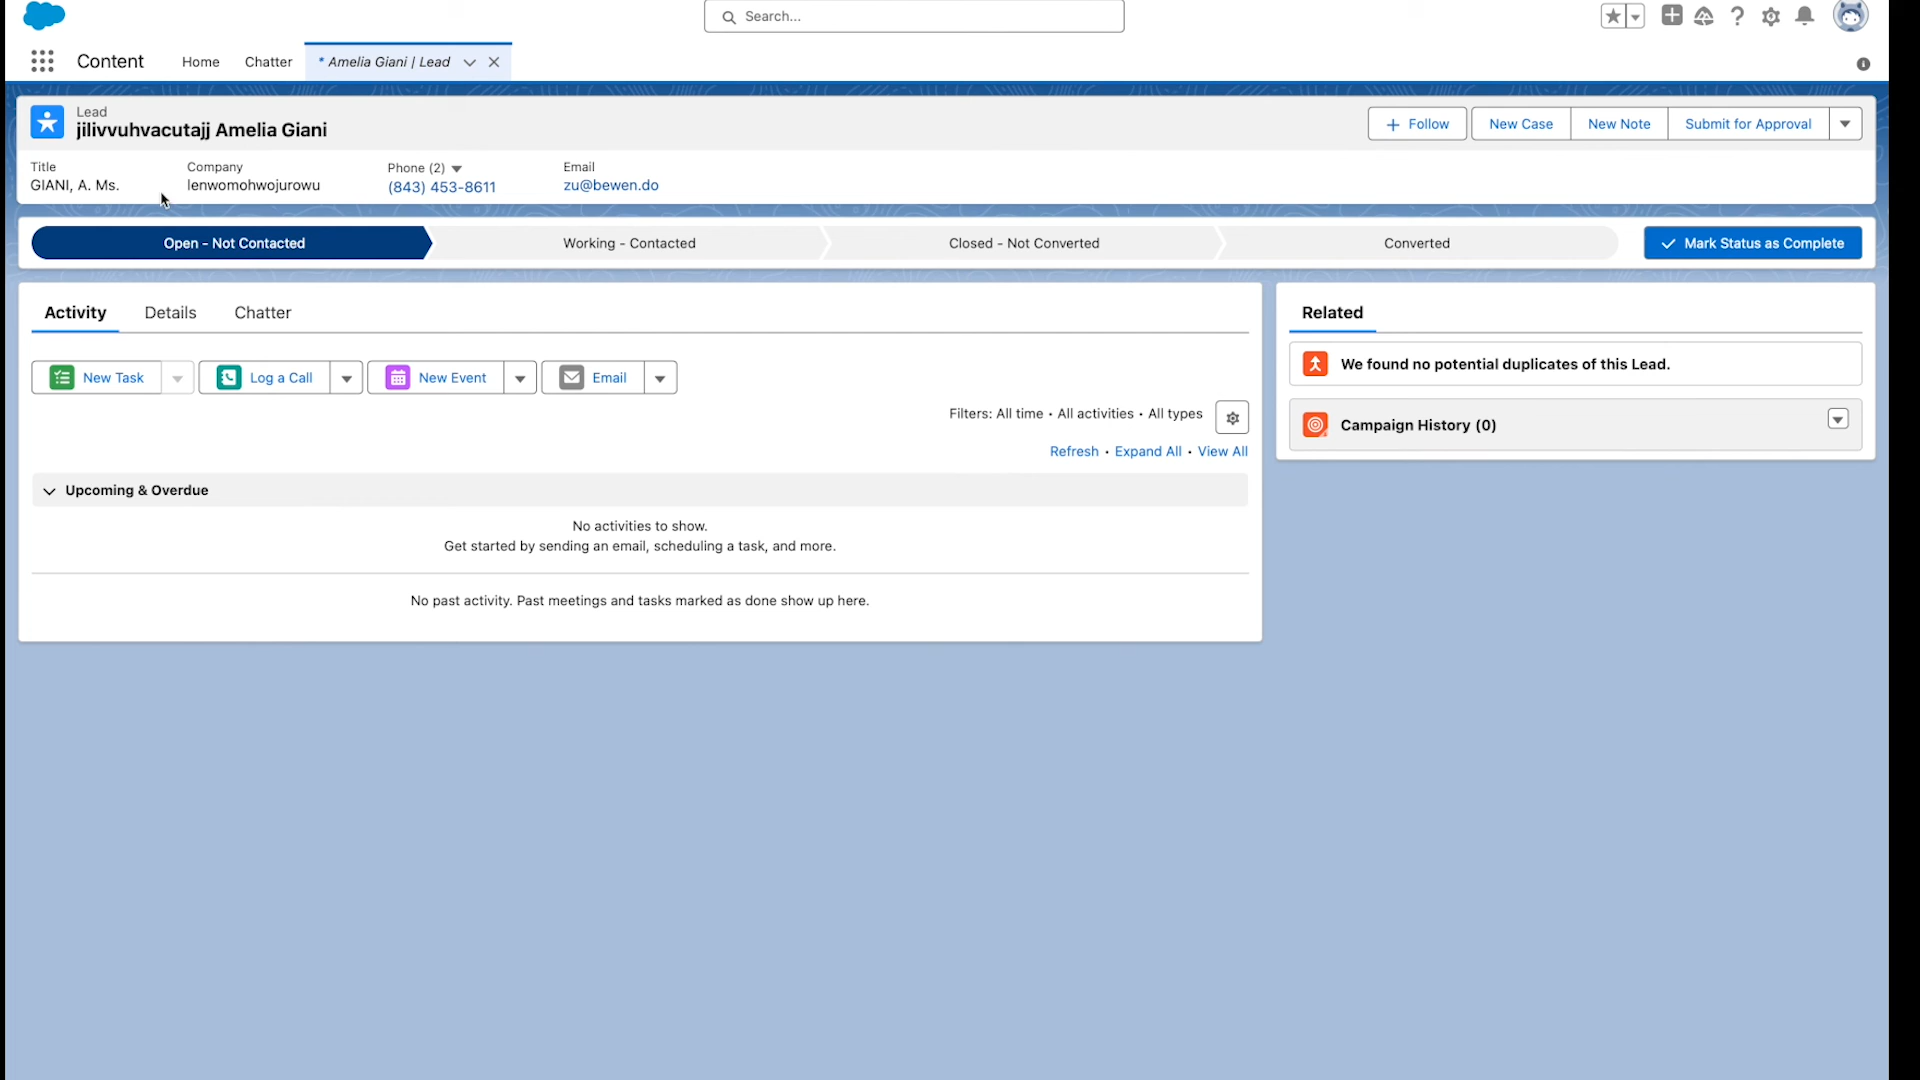 Search...
Content
Home
Chatter
* Amelia Giani | Lead
Lead
jilivvuhvacutajj Amelia Giani
Follow
New Case
New Note
Submit for Approval
Title
Company
Phone (2)
Email
GIANI, A. Ms.
lenwomohwojurowu
(843) 453-8611
zu@bewen.do
Open - Not Contacted
Working - Contacted
Closed - Not Converted
Converted
Mark Status as Complete
Activity
Details
Chatter
New Task
Log a Call
New Event
Email
Filters: All time • All activities • All types
Refresh • Expand All • View All
Upcoming & Overdue
No activities to show.
Get started by sending an email, scheduling a task, and more.
No past activity. Past meetings and tasks marked as done show up here.
Related
We found no potential duplicates of this Lead.
Campaign History (0)